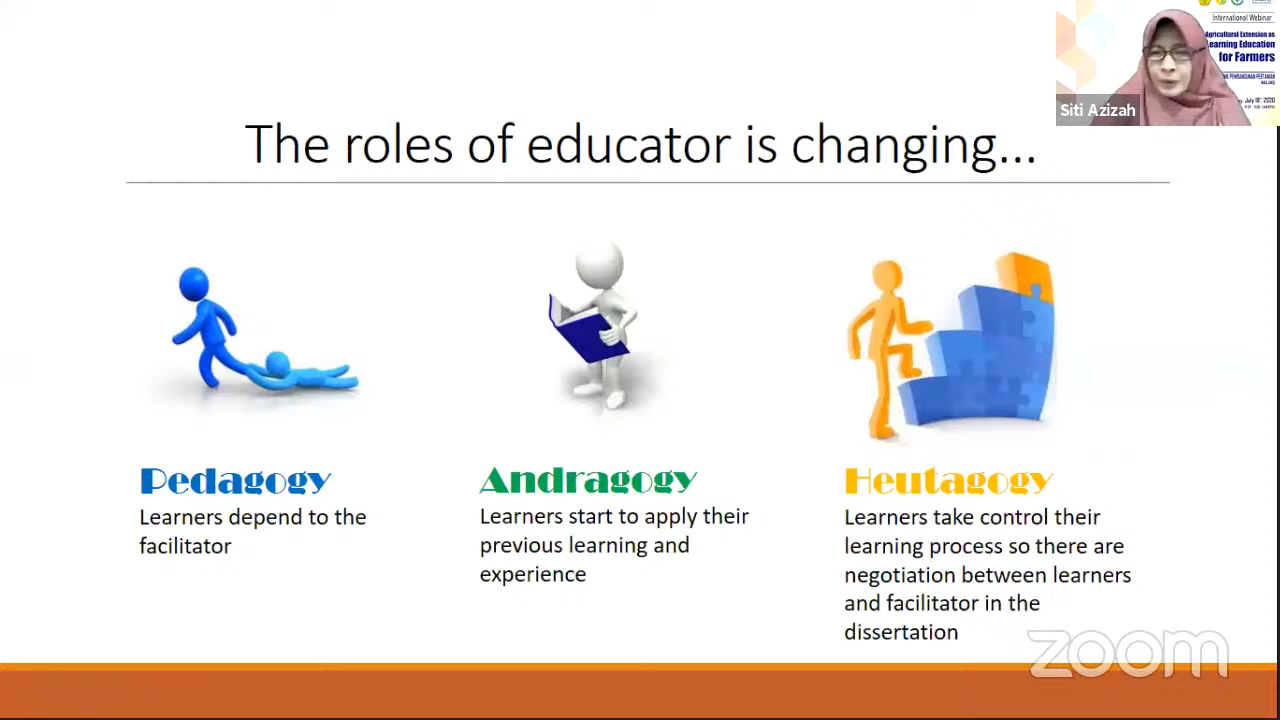 International Webinar
Agricultural Extension as
Learning Education
for Farmers
Siti Azizah
The roles of educator is changing...
Pedagogy
Learners depend to the
facilitator
Andragogy
Learners start to apply their
previous learning and
experience
Heutagogy
Learners take control their
learning process so there are
negotiation between learners
and facilitator in the
dissertation
zoom